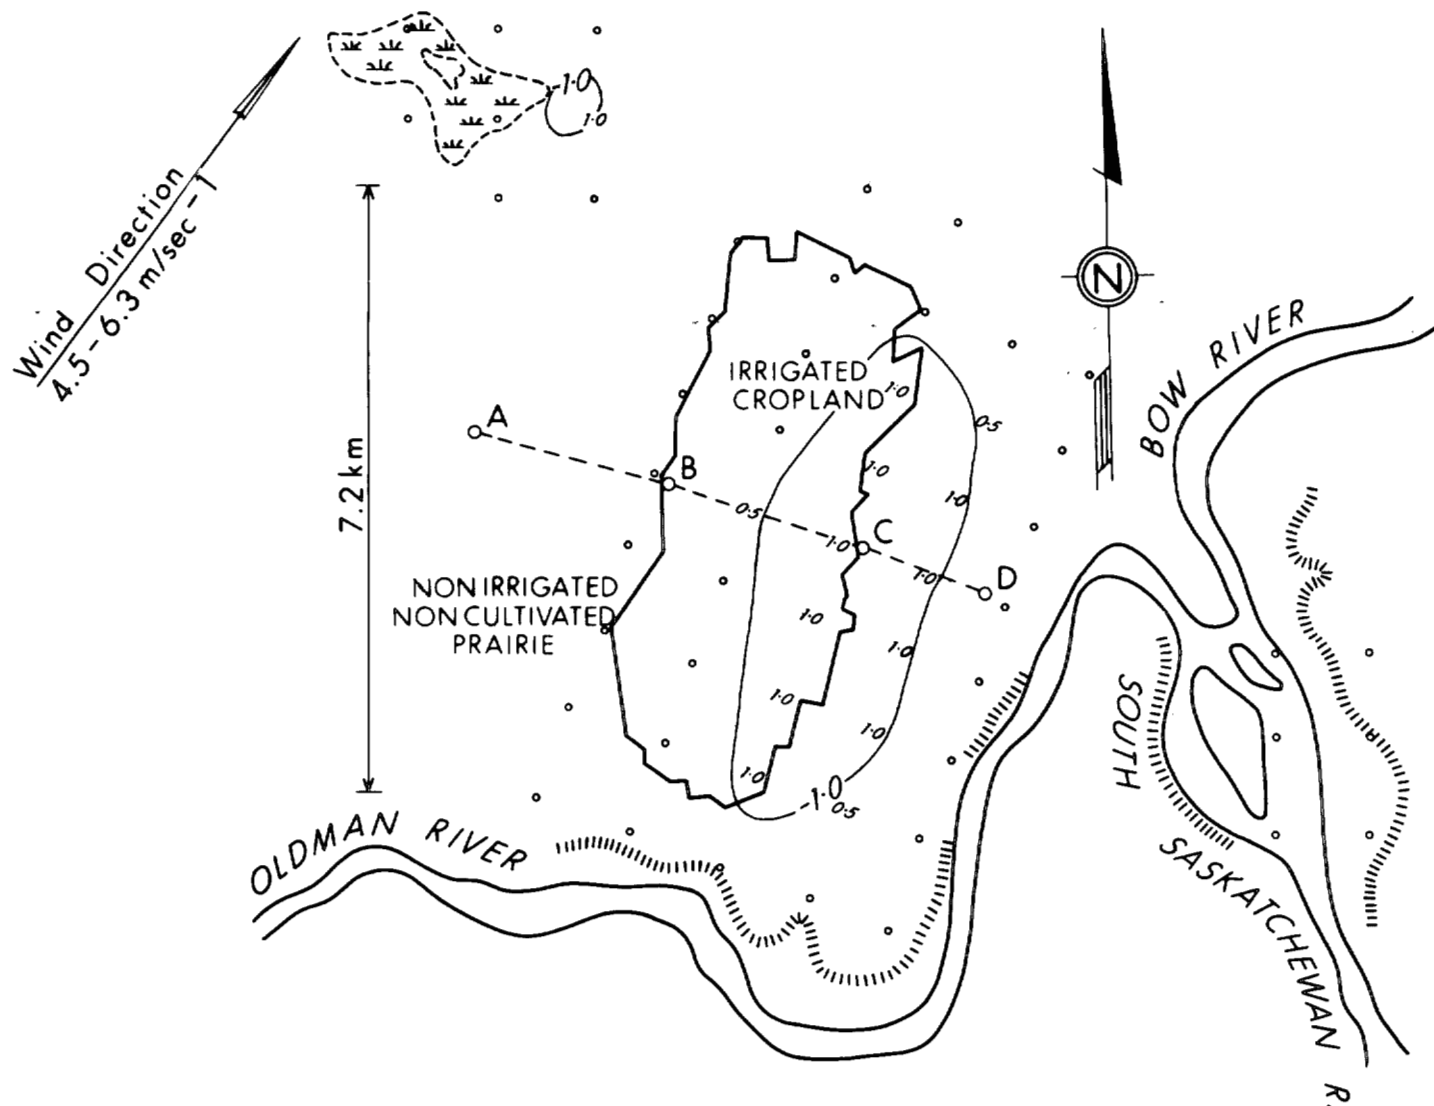 1.0
1.0
Wind Direction
4.5-6.3 m/sec-1
7.2 km
N
BOW RIVER
IRRIGATED
CROPLAND
1.0
0.5
A
B
1.0
1.0
0.5
1.0
C
1.0
D
NON IRRIGATED
NON CULTIVATED
PRAIRIE
1.0
1.0
1.0
1.0
1.0
1.0
0.5
OLDMAN RIVER
SOUTH
SASKATCHEWAN R.